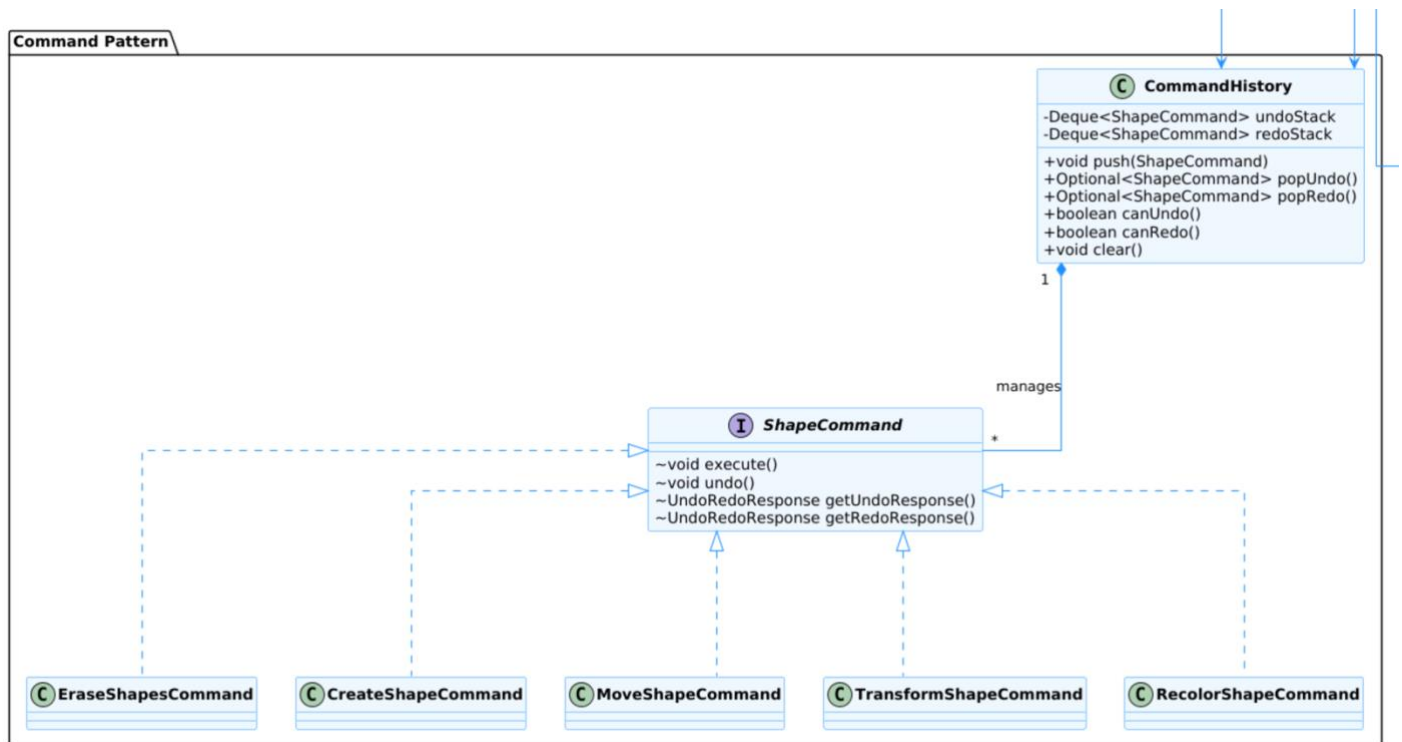 Command Pattern
C CommandHistory
-Deque<ShapeCommand> undoStack
-Deque<ShapeCommand> redoStack
+void push(ShapeCommand)
+Optional<ShapeCommand> popUndo()
+Optional<ShapeCommand> popRedo()
+boolean canUndo()
+boolean canRedo()
+void clear()
1
manages
*
I ShapeCommand
~void execute()
~void undo()
~UndoRedoResponse getUndoResponse()
~UndoRedoResponse getRedoResponse()
C EraseShapesCommand
C CreateShapeCommand
C MoveShapeCommand
C TransformShapeCommand
C RecolorShapeCommand